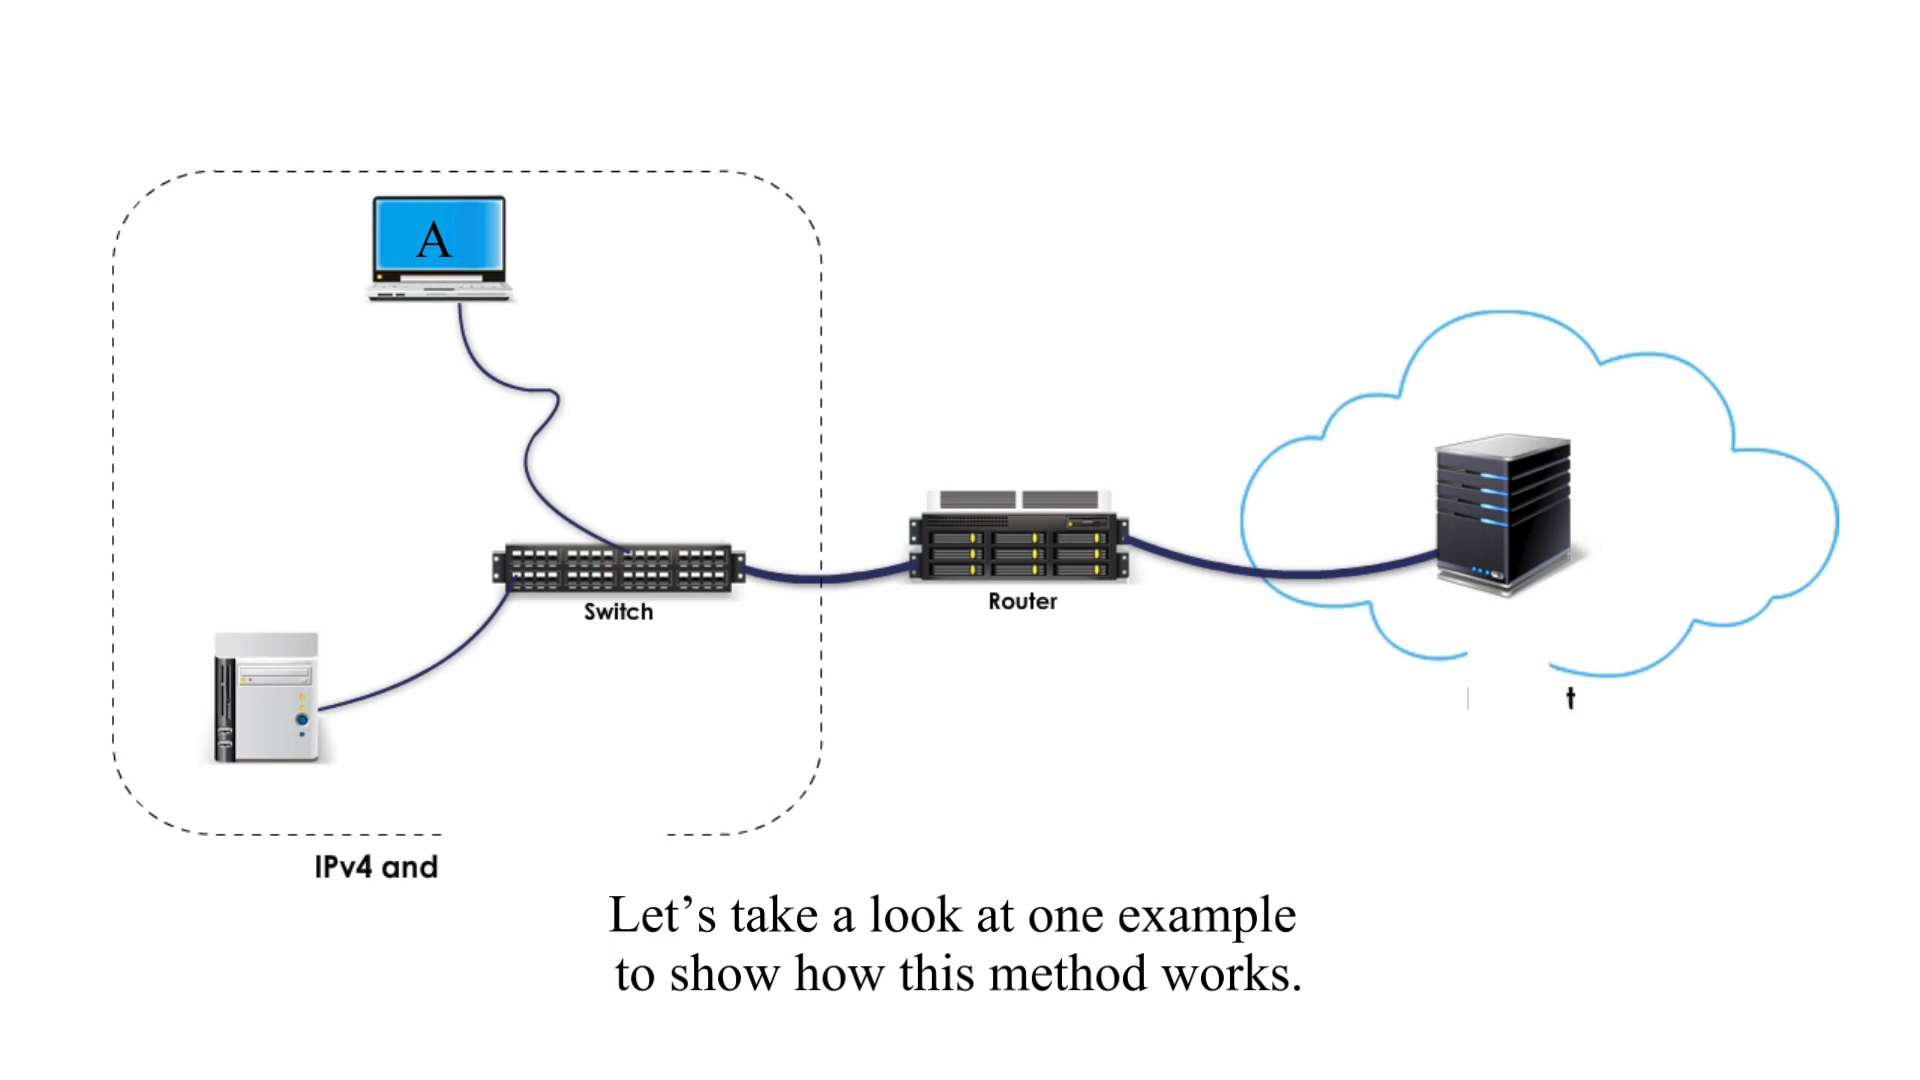 A
Switch
Router
t
IPv4 and
Let’s take a look at one example
to show how this method works.